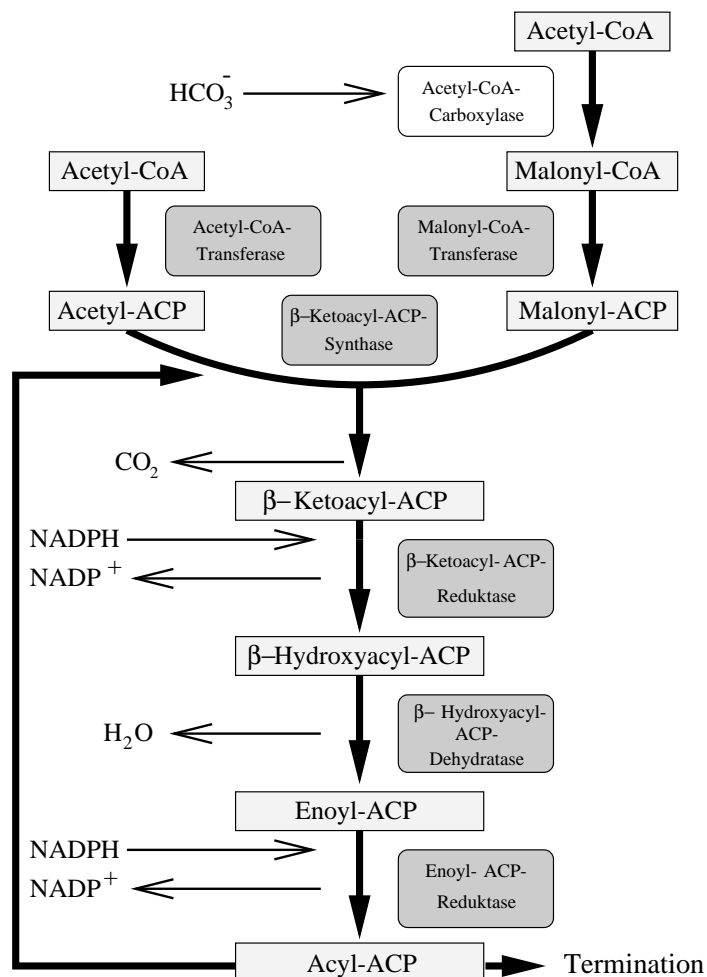 Acetyl-CoA
HCO₃⁻
Acetyl-CoA-
Carboxylase
Acetyl-CoA
Malonyl-CoA
Acetyl-CoA-
Transferase
Malonyl-CoA-
Transferase
Acetyl-ACP
β–Ketoacyl-ACP-
Synthase
Malonyl-ACP
CO₂
β–Ketoacyl-ACP
NADPH
NADP⁺
β–Ketoacyl-ACP-
Reduktase
β–Hydroxyacyl-ACP
H₂O
β– Hydroxyacyl-
ACP-
Dehydratase
Enoyl-ACP
NADPH
NADP⁺
Enoyl- ACP-
Reduktase
Acyl-ACP
Termination